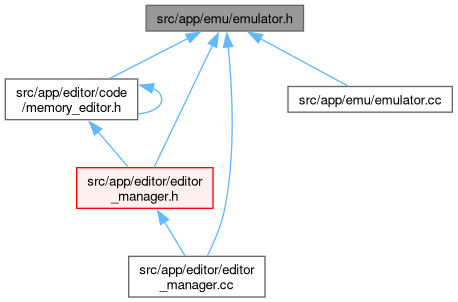 src/app/emu/emulator.h
src/app/editor/code
/memory_editor.h
src/app/emu/emulator.cc
src/app/editor/editor
_manager.h
src/app/editor/editor
_manager.cc